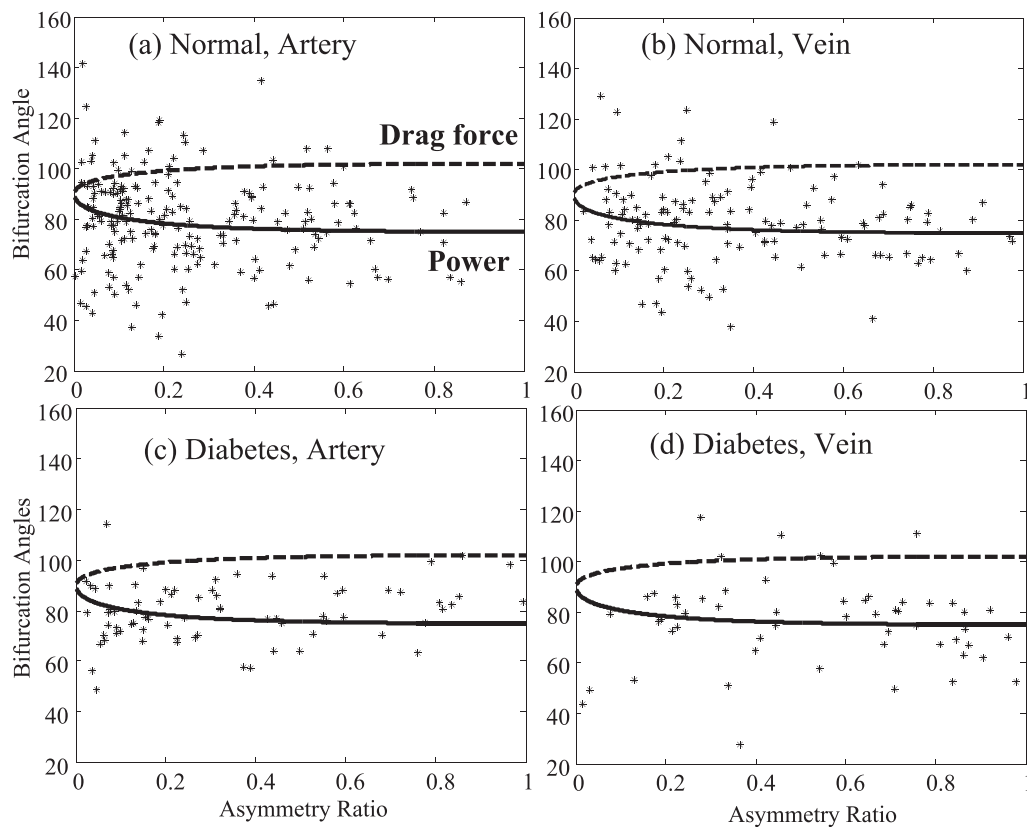 (a) Normal, Artery
(b) Normal, Vein
Drag force
Power
Bifurcation Angle
160
140
120
100
80
60
40
20
0 0.2 0.4 0.6 0.8 1
160
140
120
100
80
60
40
20
0 0.2 0.4 0.6 0.8 1
(c) Diabetes, Artery
(d) Diabetes, Vein
Bifurcation Angles
160
140
120
100
80
60
40
20
0 0.2 0.4 0.6 0.8 1
160
140
120
100
80
60
40
20
0 0.2 0.4 0.6 0.8 1
Asymmetry Ratio
Asymmetry Ratio